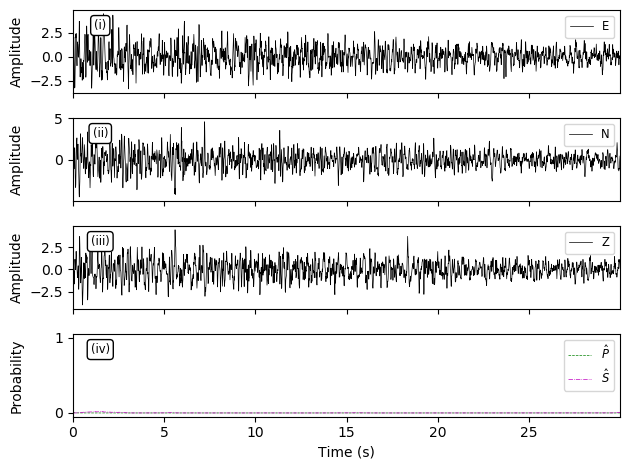 (i)
E
Amplitude
2.5
0.0
−2.5
(ii)
N
Amplitude
5
0
(iii)
Z
Amplitude
2.5
0.0
−2.5
(iv)
P̂
Ŝ
Probability
1
0
0 5 10 15 20 25
Time (s)